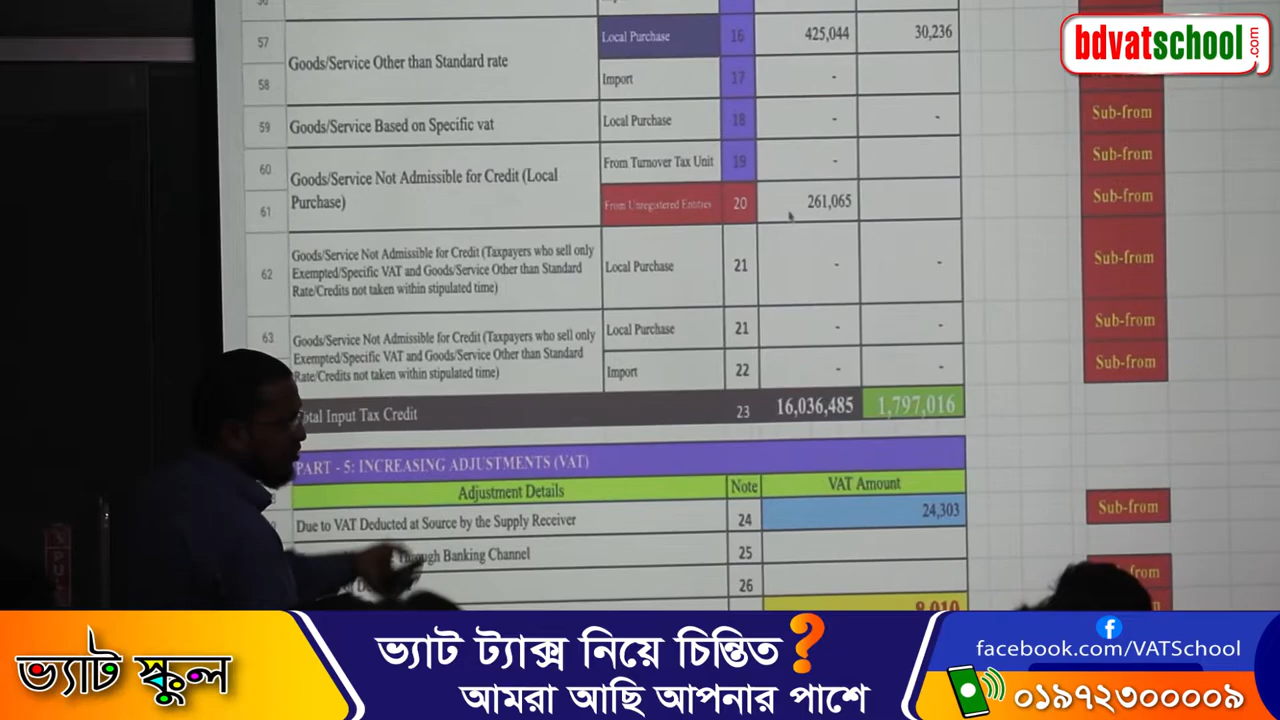 bdvatschool.com
57 Local Purchase 16 425,044 30,236
Goods/Service Other than Standard rate
58 Import 17 -
59 Goods/Service Based on Specific vat Local Purchase 18 - - Sub-from
60 From Turnover Tax Unit 19 - Sub-from
Goods/Service Not Admissible for Credit (Local
Purchase)
61 From Unregistered Entities 20 261,065 Sub-from
Goods/Service Not Admissible for Credit (Taxpayers who sell only
62 Exempted/Specific VAT and Goods/Service Other than Standard Local Purchase 21 - - Sub-from
Rate/Credits not taken within stipulated time)
63 Local Purchase 21 - - Sub-from
Goods/Service Not Admissible for Credit (Taxpayers who sell only
Exempted/Specific VAT and Goods/Service Other than Standard
Rate/Credits not taken within stipulated time)
Import 22 - - Sub-from
Total Input Tax Credit 23 16,036,485 1,797,016
PART - 5: INCREASING ADJUSTMENTS (VAT)
Adjustment Details Note VAT Amount
Due to VAT Deducted at Source by the Supply Receiver 24 24,303 Sub-from
Through Banking Channel 25
26
8,010
PULL
ভ্যাট স্কুল
ভ্যাট ট্যাক্স নিয়ে চিন্তিত?
আমরা আছি আপনার পাশে
facebook.com/VATSchool
০১৯৭২৩০০০০৯